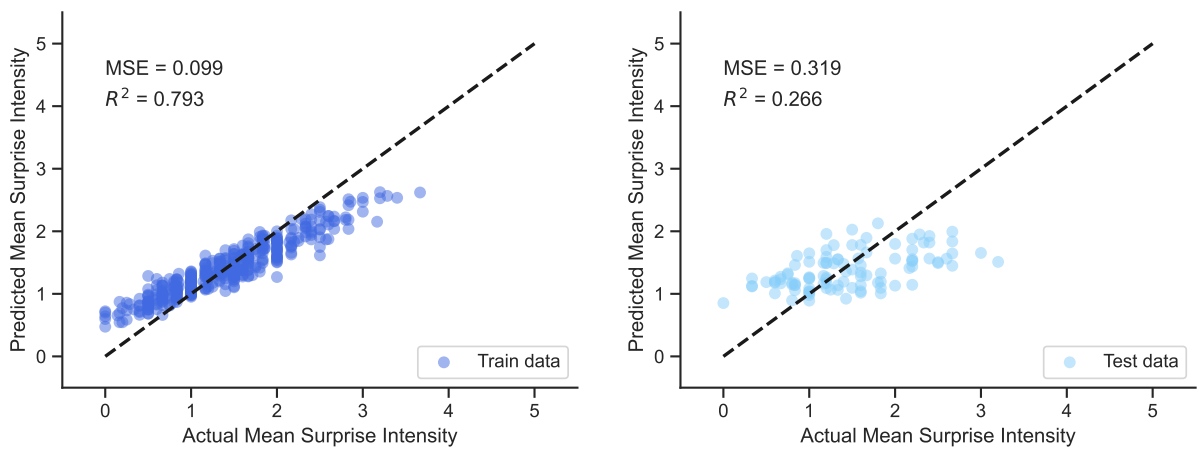 Predicted Mean Surprise Intensity
5
4
3
2
1
0
MSE = 0.099
R² = 0.793
Train data
0 1 2 3 4 5
Actual Mean Surprise Intensity
Predicted Mean Surprise Intensity
5
4
3
2
1
0
MSE = 0.319
R² = 0.266
Test data
0 1 2 3 4 5
Actual Mean Surprise Intensity